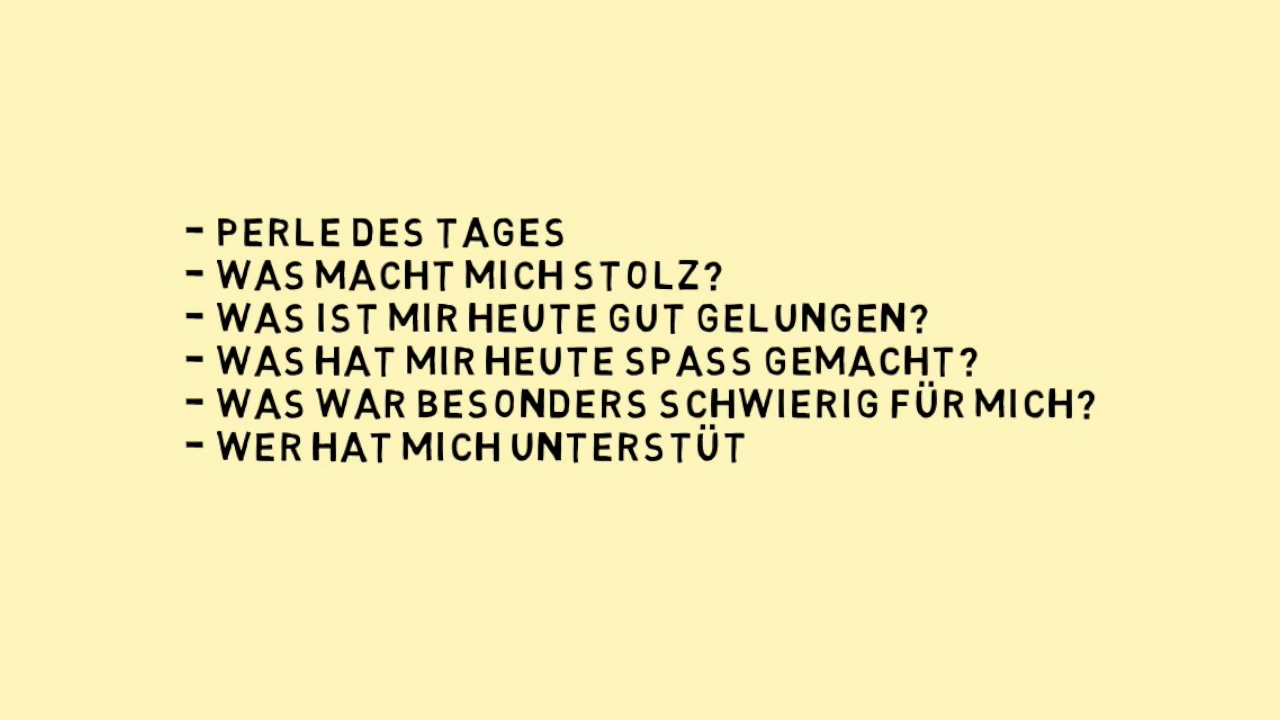 - PERLE DES TAGES
- WAS MACHT MICH STOLZ?
- WAS IST MIR HEUTE GUT GELUNGEN?
- WAS HAT MIR HEUTE SPASS GEMACHT?
- WAS WAR BESONDERS SCHWIERIG FÜR MICH?
- WER HAT MICH UNTERSTÜT